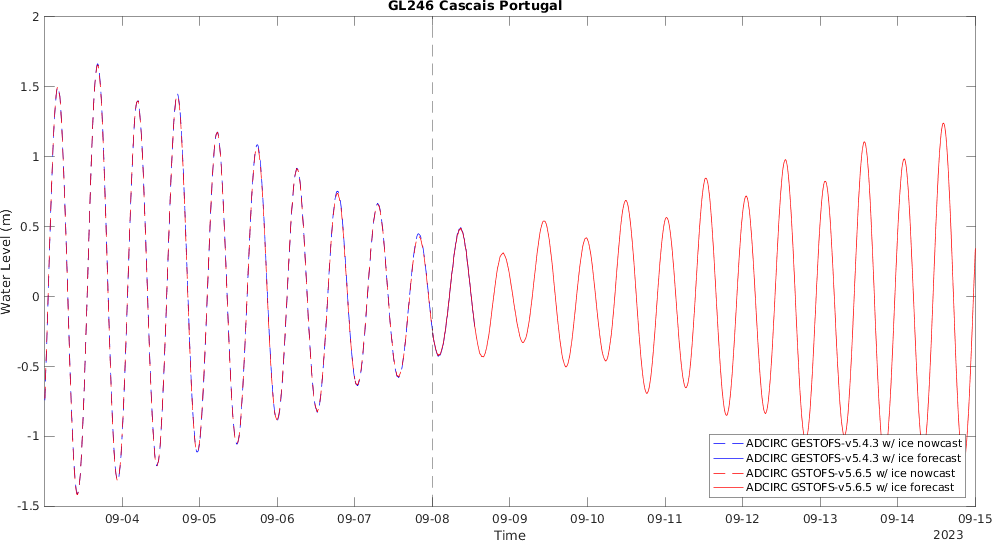 GL246 Cascais Portugal
2
1.5
1
0.5
0
-0.5
-1
-1.5
Water Level (m)
ADCIRC GESTOFS-v5.4.3 w/ ice nowcast
ADCIRC GESTOFS-v5.4.3 w/ ice forecast
ADCIRC GSTOFS-v5.6.5 w/ ice nowcast
ADCIRC GSTOFS-v5.6.5 w/ ice forecast
09-04 09-05 09-06 09-07 09-08 09-09 09-10 09-11 09-12 09-13 09-14 09-15
Time
2023